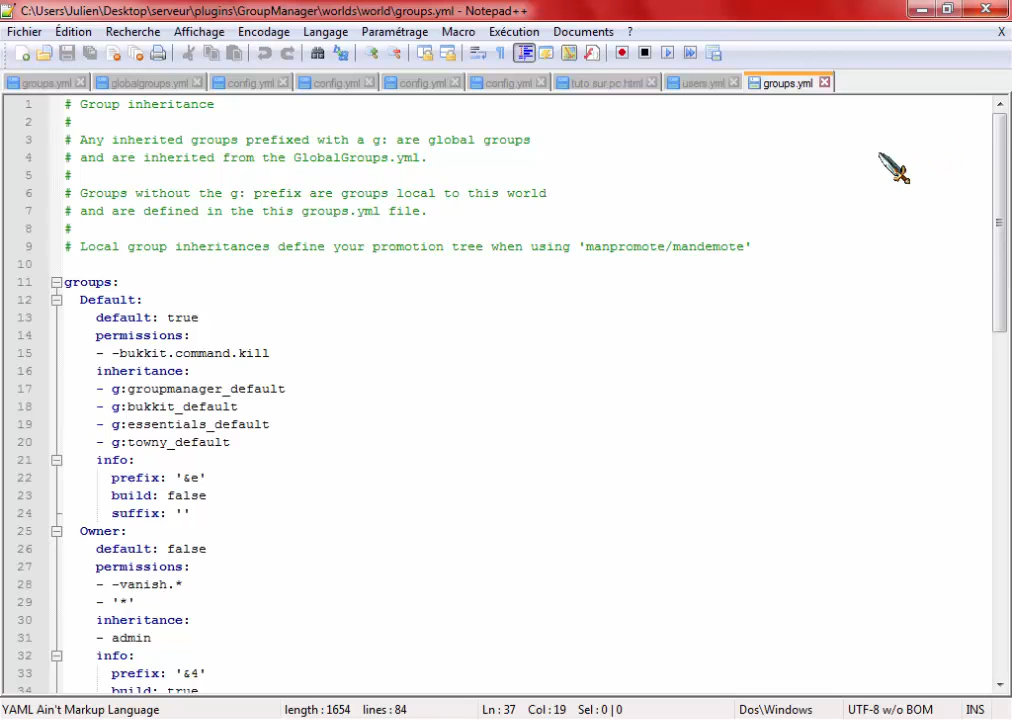 C:\Users\Julien\Desktop\serveur\plugins\GroupManager\worlds\world\groups.yml - Notepad++
Fichier Édition Recherche Affichage Encodage Langage Paramétrage Macro Exécution Documents ? X
groups.yml globalgroups.yml config.yml config.yml config.yml config.yml tuto sur pc.html users.yml groups.yml
1 # Group inheritance
2 #
3 # Any inherited groups prefixed with a g: are global groups
4 # and are inherited from the GlobalGroups.yml.
5 #
6 # Groups without the g: prefix are groups local to this world
7 # and are defined in the this groups.yml file.
8 #
9 # Local group inheritances define your promotion tree when using 'manpromote/mandemote'
10
11 groups:
12 Default:
13 default: true
14 permissions:
15 - -bukkit.command.kill
16 inheritance:
17 - g:groupmanager_default
18 - g:bukkit_default
19 - g:essentials_default
20 - g:towny_default
21 info:
22 prefix: '&e'
23 build: false
24 suffix: ''
25 Owner:
26 default: false
27 permissions:
28 - -vanish.*
29 - '*'
30 inheritance:
31 - admin
32 info:
33 prefix: '&4'
34 build: true
YAML Ain't Markup Language length : 1654 lines : 84 Ln : 37 Col : 19 Sel : 0 | 0 Dos\Windows UTF-8 w/o BOM INS